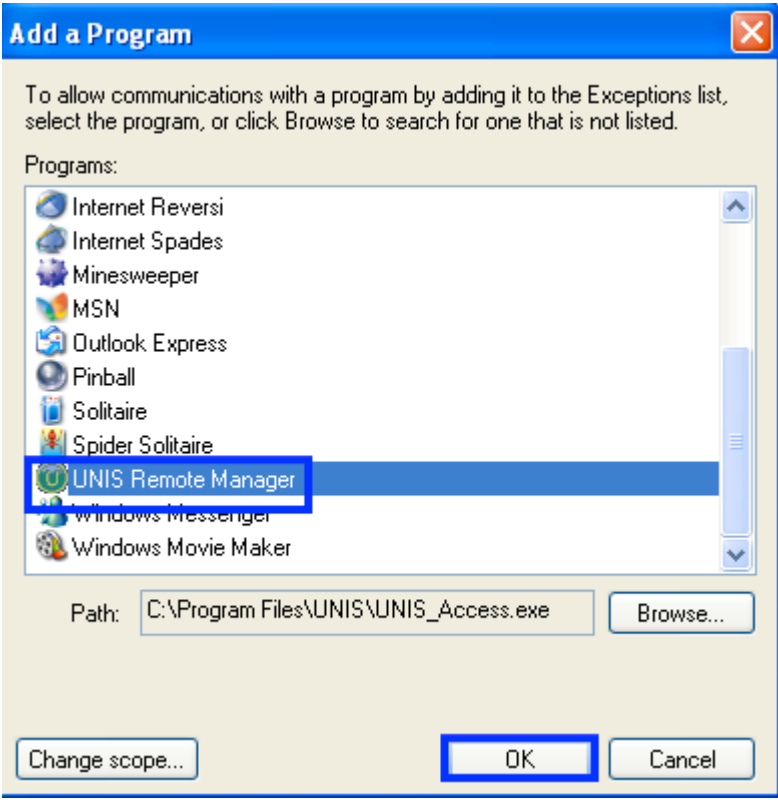 Add a Program
To allow communications with a program by adding it to the Exceptions list,
select the program, or click Browse to search for one that is not listed.
Programs:
Internet Reversi
Internet Spades
Minesweeper
MSN
Outlook Express
Pinball
Solitaire
Spider Solitaire
UNIS Remote Manager
Windows Messenger
Windows Movie Maker
Path: C:\Program Files\UNIS\UNIS_Access.exe Browse...
Change scope... OK Cancel